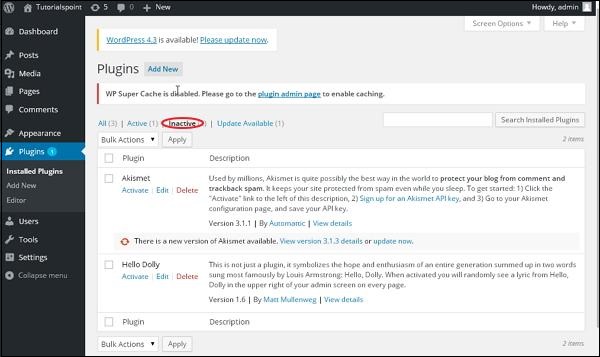 Tutorialspoint 5 0 + New Howdy, admin
Screen Options Help
Dashboard
Posts
Media
Pages
Comments
Appearance
Plugins 1
Installed Plugins
Add New
Editor
Users
Tools
Settings
Collapse menu
WordPress 4.3 is available! Please update now.
Plugins Add New
WP Super Cache is disabled. Please go to the plugin admin page to enable caching.
All (3) | Active (1) | Inactive | Update Available (1)
Search Installed Plugins
Bulk Actions Apply 2 items
Plugin Description
Akismet
Activate | Edit | Delete
Used by millions, Akismet is quite possibly the best way in the world to protect your blog from comment and
trackback spam. It keeps your site protected from spam even while you sleep. To get started: 1) Click the
"Activate" link to the left of this description, 2) Sign up for an Akismet API key, and 3) Go to your Akismet
configuration page, and save your API key.
Version 3.1.1 | By Automattic | View details
There is a new version of Akismet available. View version 3.1.3 details or update now.
Hello Dolly
Activate | Edit | Delete
This is not just a plugin, it symbolizes the hope and enthusiasm of an entire generation summed up in two words
sung most famously by Louis Armstrong: Hello, Dolly. When activated you will randomly see a lyric from Hello,
Dolly in the upper right of your admin screen on every page.
Version 1.6 | By Matt Mullenweg | View details
Plugin Description
Bulk Actions Apply 2 items